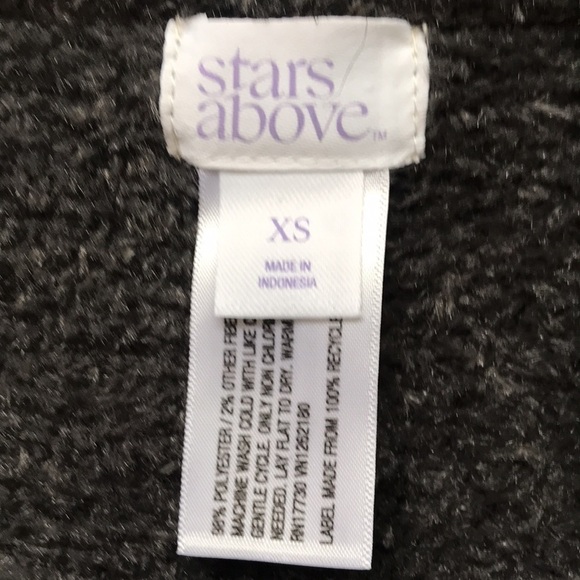 stars
above™
XS
MADE IN
INDONESIA
98% POLYESTER / 2% OTHER FIBE
MACHINE WASH COLD WITH LIKE C
GENTLE CYCLE. ONLY NON CHLORI
NEEDED. LAY FLAT TO DRY. WARM
RN17730 VN1262180
LABEL MADE FROM 100% RECYCLE